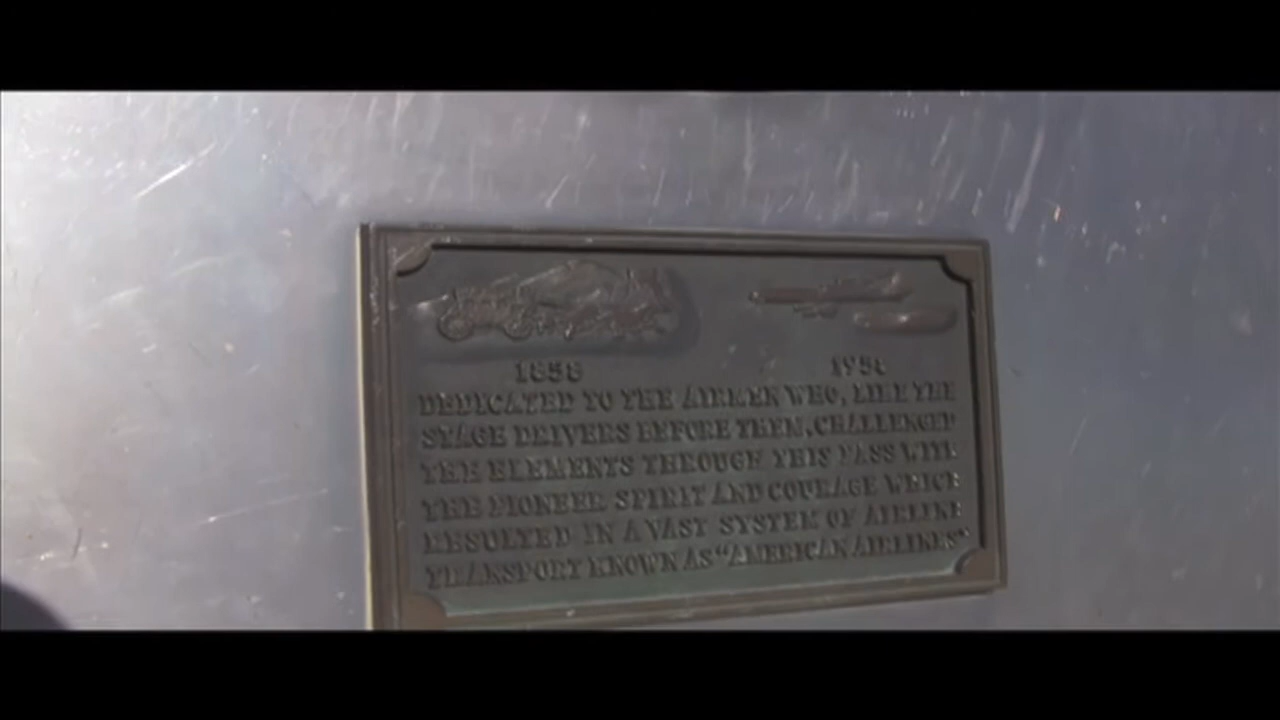 1858 1958
DEDICATED TO THE AIRMEN WHO, LIKE THE
STAGE DRIVERS BEFORE THEM, CHALLENGED
THE ELEMENTS THROUGH THIS PASS WITH
THE PIONEER SPIRIT AND COURAGE WHICH
RESULTED IN A VAST SYSTEM OF AIRLINE
TRANSPORT KNOWN AS "AMERICAN AIRLINES"